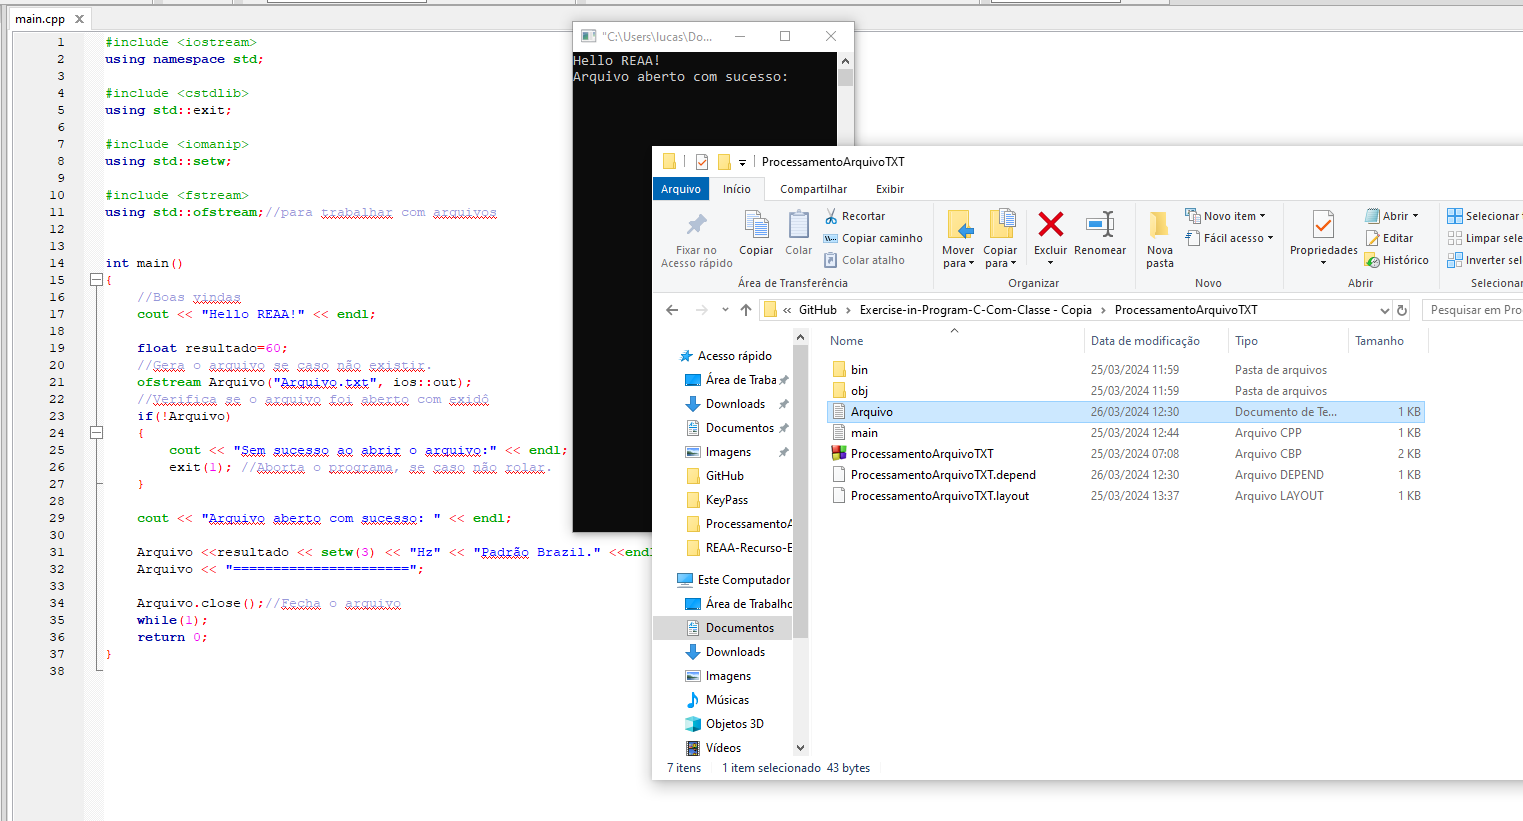 main.cpp
1 #include <iostream>
2 using namespace std;
3
4 #include <cstdlib>
5 using std::exit;
6
7 #include <iomanip>
8 using std::setw;
9
10 #include <fstream>
11 using std::ofstream;//para trabalhar com arquivos
12
13
14 int main()
15 {
16 //Boas vindas
17 cout << "Hello REAA!" << endl;
18
19 float resultado=60;
20 //Gera o arquivo se caso não existir.
21 ofstream Arquivo("Arquivo.txt", ios::out);
22 //Verifica se o arquivo foi aberto com exidô
23 if(!Arquivo)
24 {
25 cout << "Sem sucesso ao abrir o arquivo:" << endl;
26 exit(1); //Aborta o programa, se caso não rolar.
27 }
28
29 cout << "Arquivo aberto com sucesso: " << endl;
30
31 Arquivo <<resultado << setw(3) << "Hz" << "Padrão Brazil." <<endl
32 Arquivo << "======================";
33
34 Arquivo.close();//Fecha o arquivo
35 while(1);
36 return 0;
37 }
38
"C:\Users\lucas\Do...
Hello REAA!
Arquivo aberto com sucesso:
ProcessamentoArquivoTXT
Arquivo Início Compartilhar Exibir
Fixar no
Acesso rápido
Copiar
Colar
Recortar
Copiar caminho
Colar atalho
Área de Transferência
Mover
para
Copiar
para
Excluir
Renomear
Organizar
Nova
pasta
Novo item
Fácil acesso
Novo
Propriedades
Abrir
Editar
Histórico
Abrir
Selecionar
Limpar sele
Inverter sel
Selecionar
« GitHub > Exercise-in-Program-C-Com-Classe - Copia > ProcessamentoArquivoTXT
Pesquisar em Pro
Acesso rápido
Área de Traba
Downloads
Documentos
Imagens
GitHub
KeyPass
ProcessamentoA
REAA-Recurso-E
Este Computador
Área de Trabalho
Documentos
Downloads
Imagens
Músicas
Objetos 3D
Vídeos
Nome Data de modificação Tipo Tamanho
bin 25/03/2024 11:59 Pasta de arquivos
obj 25/03/2024 11:59 Pasta de arquivos
Arquivo 26/03/2024 12:30 Documento de Te... 1 KB
main 25/03/2024 12:44 Arquivo CPP 1 KB
ProcessamentoArquivoTXT 25/03/2024 07:08 Arquivo CBP 2 KB
ProcessamentoArquivoTXT.depend 26/03/2024 12:30 Arquivo DEPEND 1 KB
ProcessamentoArquivoTXT.layout 25/03/2024 13:37 Arquivo LAYOUT 1 KB
7 itens 1 item selecionado 43 bytes